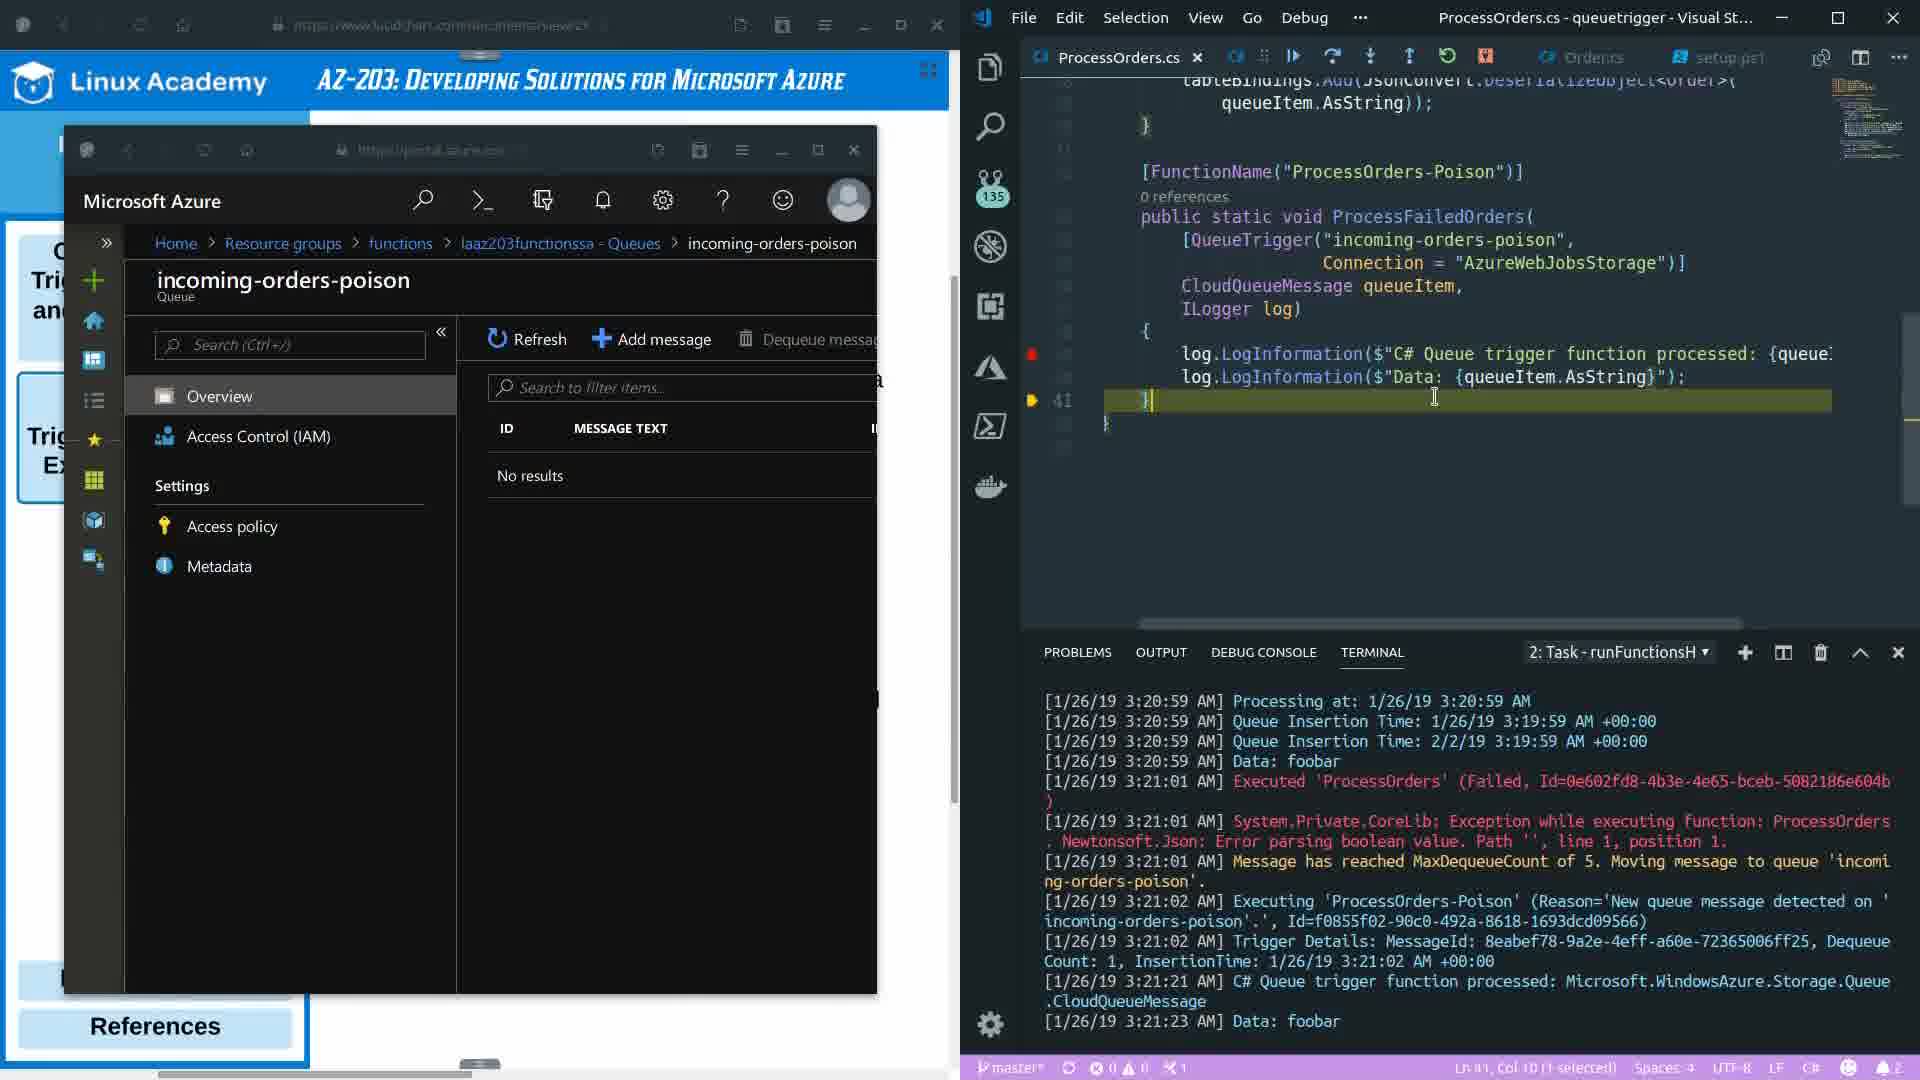 https://www.lucidchart.com/documents/view/2
Linux Academy
AZ-203: Developing Solutions for Microsoft Azure
https://portal.azure.com
Microsoft Azure
Home > Resource groups > functions > laaz203functionssa - Queues > incoming-orders-poison
incoming-orders-poison
Queue
Search (Ctrl+/)
Overview
Access Control (IAM)
Settings
Access policy
Metadata
Refresh
Add message
Dequeue messag
Search to filter items...
ID MESSAGE TEXT
No results
References
File Edit Selection View Go Debug ···
ProcessOrders.cs - queuetrigger - Visual St...
ProcessOrders.cs
Order.cs
setup.ps1
135
tableBindings.Add(JsonConvert.DeserializeObject<Order>(
queueItem.AsString));
}
[FunctionName("ProcessOrders-Poison")]
0 references
public static void ProcessFailedOrders(
[QueueTrigger("incoming-orders-poison",
Connection = "AzureWebJobsStorage")]
CloudQueueMessage queueItem,
ILogger log)
{
log.LogInformation($"C# Queue trigger function processed: {queueI
log.LogInformation($"Data: {queueItem.AsString}");
41 }
}
PROBLEMS OUTPUT DEBUG CONSOLE TERMINAL
2: Task - runFunctionsH
[1/26/19 3:20:59 AM] Processing at: 1/26/19 3:20:59 AM
[1/26/19 3:20:59 AM] Queue Insertion Time: 1/26/19 3:19:59 AM +00:00
[1/26/19 3:20:59 AM] Queue Insertion Time: 2/2/19 3:19:59 AM +00:00
[1/26/19 3:20:59 AM] Data: foobar
[1/26/19 3:21:01 AM] Executed 'ProcessOrders' (Failed, Id=0e602fd8-4b3e-4e65-bceb-5082186e604b
)
[1/26/19 3:21:01 AM] System.Private.CoreLib: Exception while executing function: ProcessOrders
. Newtonsoft.Json: Error parsing boolean value. Path '', line 1, position 1.
[1/26/19 3:21:01 AM] Message has reached MaxDequeueCount of 5. Moving message to queue 'incomi
ng-orders-poison'.
[1/26/19 3:21:02 AM] Executing 'ProcessOrders-Poison' (Reason='New queue message detected on '
incoming-orders-poison'.', Id=f0855f02-90c0-492a-8618-1693dcd09566)
[1/26/19 3:21:02 AM] Trigger Details: MessageId: 8eabef78-9a2e-4eff-a60e-72365006ff25, Dequeue
Count: 1, InsertionTime: 1/26/19 3:21:02 AM +00:00
[1/26/19 3:21:21 AM] C# Queue trigger function processed: Microsoft.WindowsAzure.Storage.Queue
.CloudQueueMessage
[1/26/19 3:21:23 AM] Data: foobar
master* 0 0 1
Ln 41, Col 10 (1 selected) Spaces: 4 UTF-8 LF C# 2